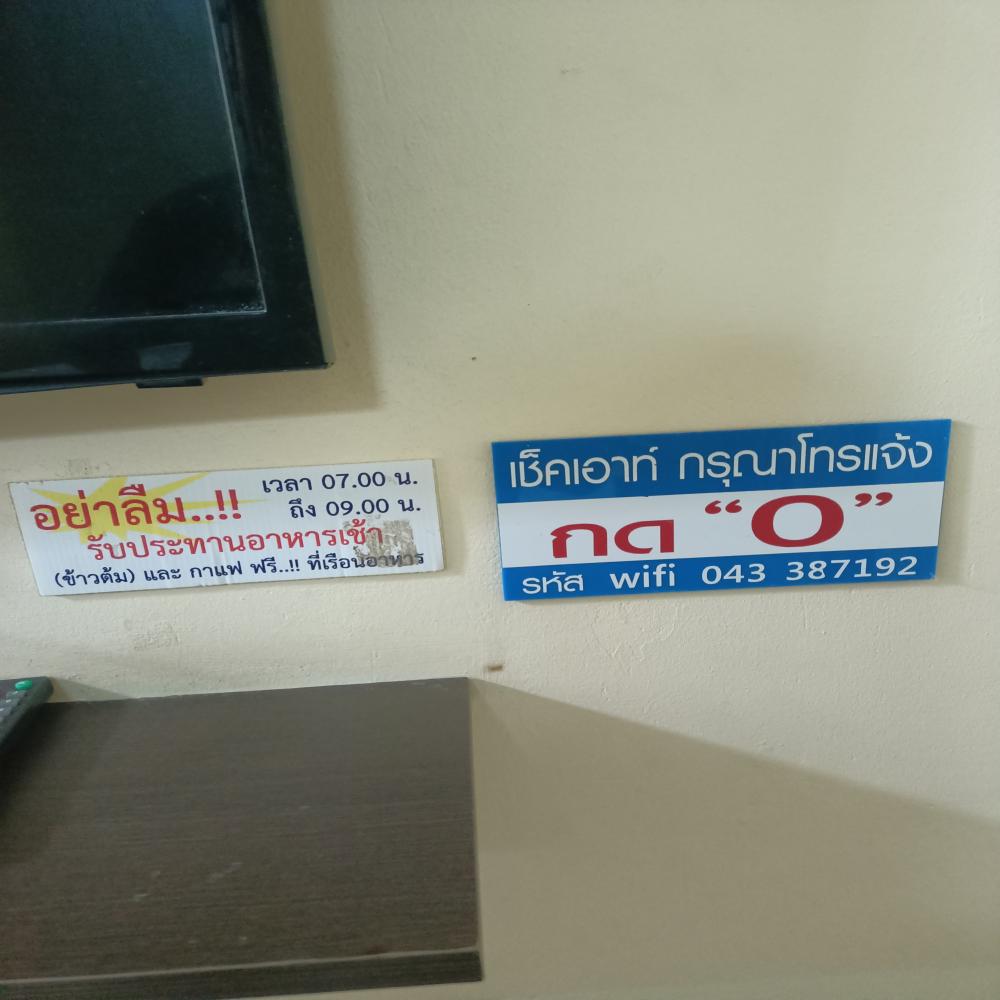 อย่าลืม..!! เวลา 07.00 น.
ถึง 09.00 น.
รับประทานอาหารเช้า
(ข้าวต้ม) และ กาแฟ ฟรี..!! ที่เรือนอาหาร
เช็คเอาท์ กรุณาโทรแจ้ง
กด “0”
รหัส wifi 043 387192